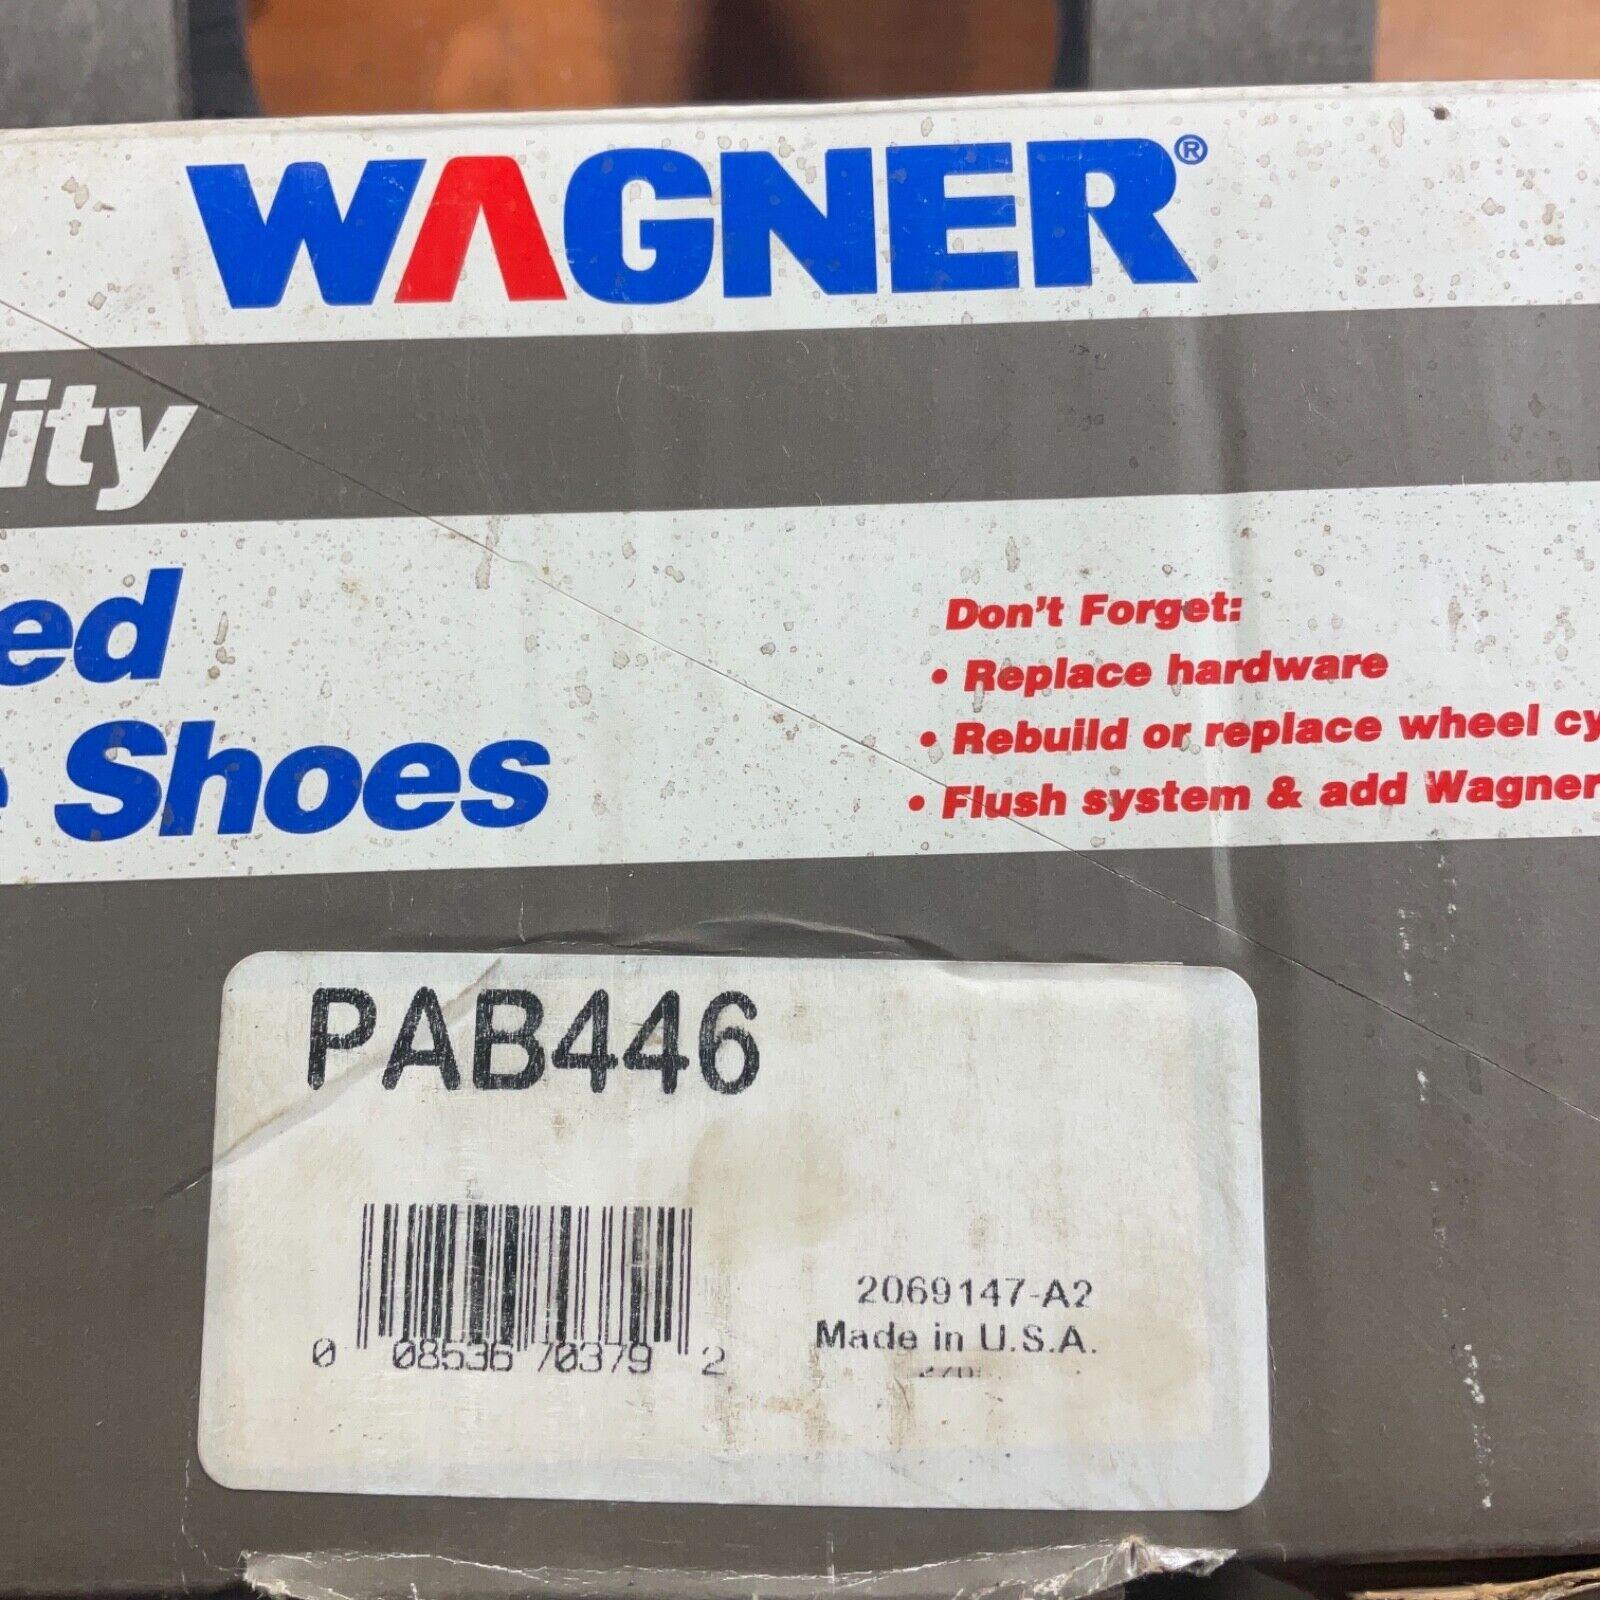 WAGNER®
lity
ed
Shoes
Don't Forget:
• Replace hardware
• Rebuild or replace wheel cy
• Flush system & add Wagner
PAB446
0 08536 70379 2
2069147-A2
Made in U.S.A.